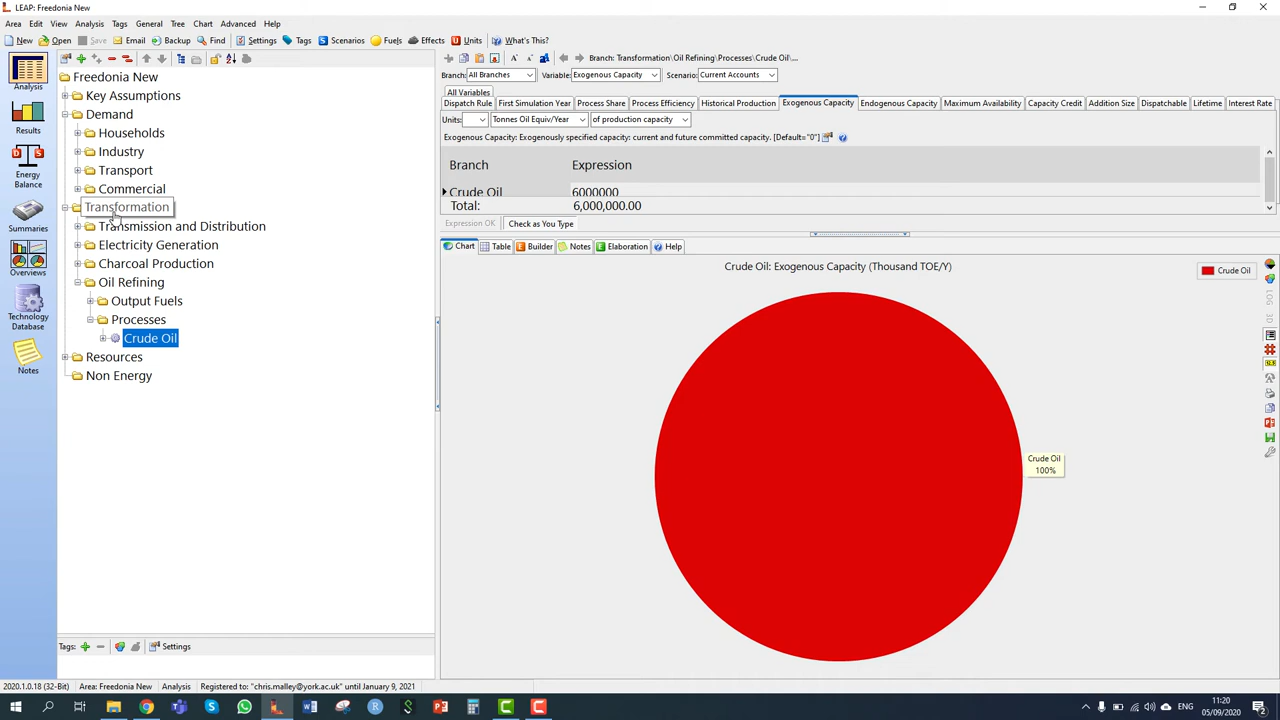 LEAP: Freedonia New
Area Edit View Analysis Tags General Tree Chart Advanced Help
New Open Save Email Backup Find Settings Tags Scenarios Fuels Effects Units What's This?
Analysis
Results
Energy
Balance
Summaries
Overviews
Technology
Database
Notes
Freedonia New
Key Assumptions
Demand
Households
Industry
Transport
Commercial
Transformation
Transmission and Distribution
Electricity Generation
Charcoal Production
Oil Refining
Output Fuels
Processes
Crude Oil
Resources
Non Energy
Tags: Settings
Branch: Transformation\Oil Refining\Processes\Crude Oil\...
Branch: All Branches Variable: Exogenous Capacity Scenario: Current Accounts
All Variables
Dispatch Rule First Simulation Year Process Share Process Efficiency Historical Production Exogenous Capacity Endogenous Capacity Maximum Availability Capacity Credit Addition Size Dispatchable Lifetime Interest Rate
Units: Tonnes Oil Equiv/Year of production capacity
Exogenous Capacity: Exogenously specified capacity: current and future committed capacity. [Default="0"]
Branch Expression
Crude Oil 6000000
Total: 6,000,000.00
Expression OK Check as You Type
Chart Table Builder Notes Elaboration Help
Crude Oil: Exogenous Capacity (Thousand TOE/Y)
Crude Oil
Crude Oil
100%
LOG
3D
2020.1.0.18 (32-Bit) Area: Freedonia New Analysis Registered to: "chris.malley@york.ac.uk" until January 9, 2021
ENG
11:20
05/09/2020
2